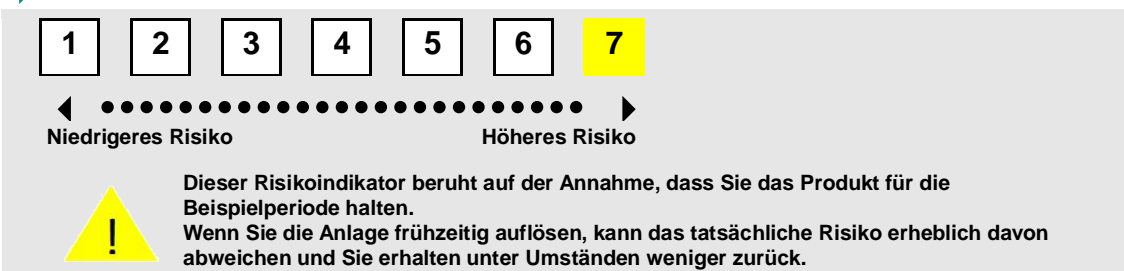 1 2 3 4 5 6 7
Niedrigeres Risiko Höheres Risiko
! Dieser Risikoindikator beruht auf der Annahme, dass Sie das Produkt für die
Beispielperiode halten.
Wenn Sie die Anlage frühzeitig auflösen, kann das tatsächliche Risiko erheblich davon
abweichen und Sie erhalten unter Umständen weniger zurück.